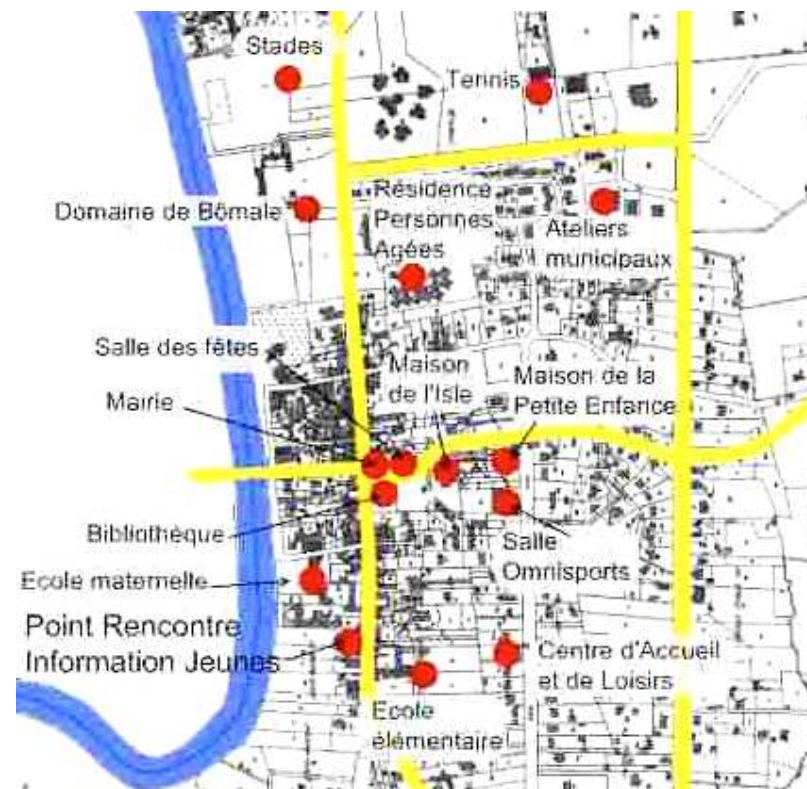 Stades
Tennis
Domaine de Bômale
Résidence
Personnes
Agées
Ateliers
municipaux
Salle des fêtes
Maison
de l'Isle
Maison de la
Petite Enfance
Mairie
Bibliothèque
Salle
Omnisports
Ecole maternelle
Point Rencontre
Information Jeunes
Centre d'Accueil
et de Loisirs
Ecole
élémentaire